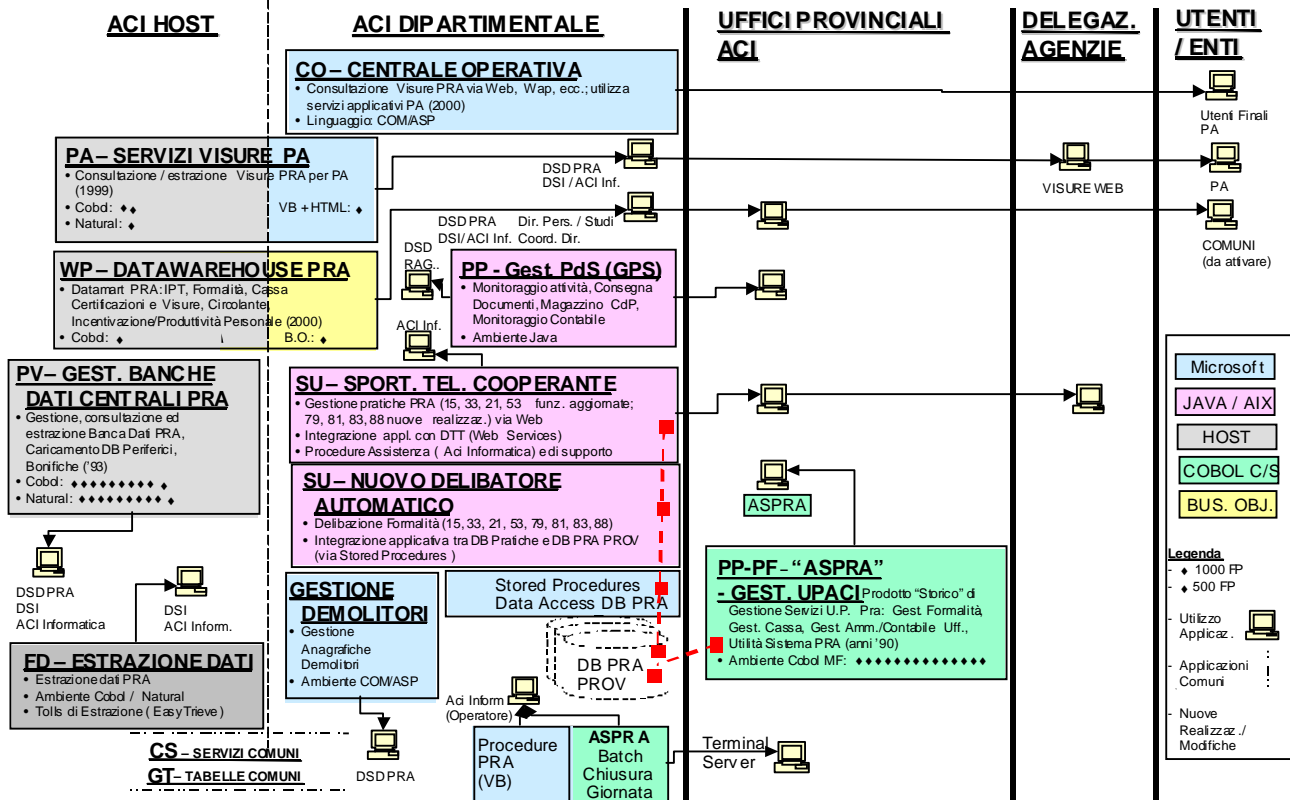 ACI HOST
ACI DIPARTIMENTALE
UFFICI PROVINCIALI
ACI
DELEGAZ.
AGENZIE
UTENTI
/ ENTI
CO – CENTRALE OPERATIVA
• Consultazione Visure PRA via Web, Wap, ecc.; utilizza
servizi applicativi PA (2000)
• Linguaggio: COM/ASP
Utenti Finali
PA
PA – SERVIZI VISURE PA
• Consultazione / estrazione Visure PRA per PA
(1999)
• Cobol: ♦ ♦ VB + HTML: ♦
• Natural: ♦
DSD PRA
DSI / ACI Inf.
VISURE WEB
PA
WP – DATAWAREHOUSE PRA
• Datamart PRA: IPT, Formalità, Cassa
Certificazioni e Visure, Circolante,
Incentivazione/Produttività Personale (2000)
• Cobol: ♦ B.O.: ♦
DSD PRA Dir. Pers. / Studi
DSI/ ACI Inf. Coord. Dir.
COMUNI
(da attivare)
DSD
RAG..
PP - Gest. PdS (GPS)
• Monitoraggio attività, Consegna
Documenti, Magazzino CdP,
Monitoraggio Contabile
• Ambiente Java
ACI Inf.
PV – GEST. BANCHE
DATI CENTRALI PRA
• Gestione, consultazione ed
estrazione Banca Dati PRA,
Caricamento DB Periferici,
Bonifiche ('93)
• Cobol: ♦ ♦ ♦ ♦ ♦ ♦ ♦ ♦ ♦
• Natural: ♦ ♦ ♦ ♦ ♦ ♦ ♦ ♦ ♦
SU – SPORT. TEL. COOPERANTE
• Gestione pratiche PRA (15, 33, 21, 53 funz. aggiornate;
79, 81, 83, 88 nuove realizzaz.) via Web
• Integrazione appl. con DTT (Web Services)
• Procedure Assistenza ( Aci Informatica) e di supporto
SU – NUOVO DELIBATORE
AUTOMATICO
• Delibazione Formalità (15, 33, 21, 53, 79, 81, 83, 88)
• Integrazione applicativa tra DB Pratiche e DB PRA PROV
(via Stored Procedures )
ASPRA
DSD PRA
DSI
ACI Informatica
DSI
ACI Inform.
FD – ESTRAZIONE DATI
• Estrazione dati PRA
• Ambiente Cobol / Natural
• Tolls di Estrazione ( Easy Trieve)
GESTIONE
DEMOLITORI
• Gestione
Anagrafiche
Demolitori
• Ambiente COM/ASP
Stored Procedures
Data Access DB PRA
DB PRA
PROV
PP-PF – “ASPRA”
- GEST. UPACI Prodotto “Storico” di
Gestione Servizi U.P. Pra: Gest. Formalità,
Gest. Cassa, Gest. Amm./Contabile Uff.,
Utilità Sistema PRA (anni '90)
• Ambiente Cobol MF: ♦ ♦ ♦ ♦ ♦ ♦ ♦ ♦ ♦ ♦ ♦ ♦ ♦ ♦
Aci Inform
(Operatore)
CS – SERVIZI COMUNI
GT – TABELLE COMUNI
DSD PRA
Procedure
PRA
(VB)
ASPRA
Batch
Chiusura
Giornata
Terminal
Server
Microsoft
JAVA / AIX
HOST
COBOL C/S
BUS. OBJ.
Legenda
- ♦ 1000 FP
- ♦ 500 FP
- Utilizzo
Applicaz.
- Applicazioni
Comuni
- Nuove
Realizzaz./
Modifiche